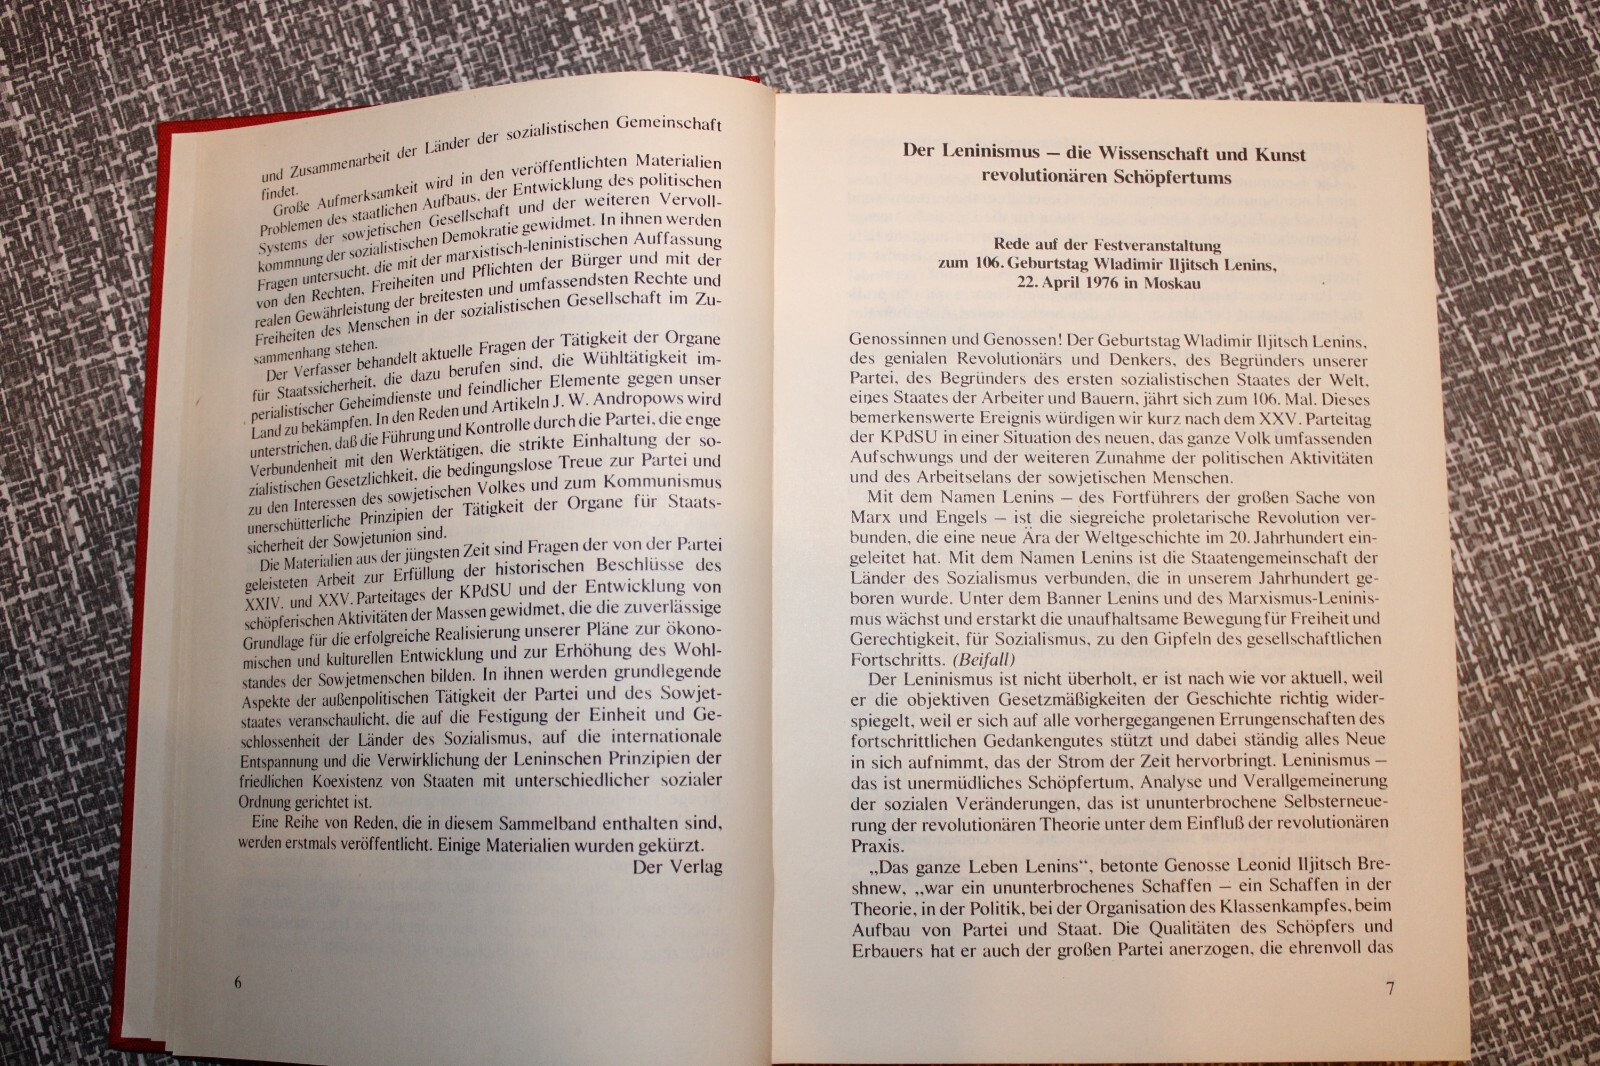 und Zusammenarbeit der Länder der sozialistischen Gemeinschaft
findet.
Große Aufmerksamkeit wird in den veröffentlichten Materialien
Problemen des staatlichen Aufbaus, der Entwicklung des politischen
Systems der sowjetischen Gesellschaft und der weiteren Vervoll-
kommnung der sozialistischen Demokratie gewidmet. In ihnen werden
Fragen untersucht, die mit der marxistisch-leninistischen Auffassung
von den Rechten, Freiheiten und Pflichten der Bürger und mit der
realen Gewährleistung der breitesten und umfassendsten Rechte und
Freiheiten des Menschen in der sozialistischen Gesellschaft im Zu-
sammenhang stehen.
Der Verfasser behandelt aktuelle Fragen der Tätigkeit der Organe
für Staatssicherheit, die dazu berufen sind, die Wühltätigkeit im-
perialistischer Geheimdienste und feindlicher Elemente gegen unser
Land zu bekämpfen. In den Reden und Artikeln J. W. Andropows wird
unterstrichen, daß die Führung und Kontrolle durch die Partei, die enge
Verbundenheit mit den Werktätigen, die strikte Einhaltung der so-
zialistischen Gesetzlichkeit, die bedingungslose Treue zur Partei und
zu den Interessen des sowjetischen Volkes und zum Kommunismus
unerschütterliche Prinzipien der Tätigkeit der Organe für Staats-
sicherheit der Sowjetunion sind.
Die Materialien aus der jüngsten Zeit sind Fragen der von der Partei
geleisteten Arbeit zur Erfüllung der historischen Beschlüsse des
XXIV. und XXV. Parteitages der KPdSU und der Entwicklung von
schöpferischen Aktivitäten der Massen gewidmet, die die zuverlässige
Grundlage für die erfolgreiche Realisierung unserer Pläne zur ökono-
mischen und kulturellen Entwicklung und zur Erhöhung des Wohl-
standes der Sowjetmenschen bilden. In ihnen werden grundlegende
Aspekte der außenpolitischen Tätigkeit der Partei und des Sowjet-
staates veranschaulicht, die auf die Festigung der Einheit und Ge-
schlossenheit der Länder des Sozialismus, auf die internationale
Entspannung und die Verwirklichung der Leninschen Prinzipien der
friedlichen Koexistenz von Staaten mit unterschiedlicher sozialer
Ordnung gerichtet ist.
Eine Reihe von Reden, die in diesem Sammelband enthalten sind,
werden erstmals veröffentlicht. Einige Materialien wurden gekürzt.
Der Verlag
6
Der Leninismus – die Wissenschaft und Kunst
revolutionären Schöpfertums
Rede auf der Festveranstaltung
zum 106. Geburtstag Wladimir Iljitsch Lenins,
22. April 1976 in Moskau
Genossinnen und Genossen! Der Geburtstag Wladimir Iljitsch Lenins,
des genialen Revolutionärs und Denkers, des Begründers unserer
Partei, des Begründers des ersten sozialistischen Staates der Welt,
eines Staates der Arbeiter und Bauern, jährt sich zum 106. Mal. Dieses
bemerkenswerte Ereignis würdigen wir kurz nach dem XXV. Parteitag
der KPdSU in einer Situation des neuen, das ganze Volk umfassenden
Aufschwungs und der weiteren Zunahme der politischen Aktivitäten
und des Arbeitselans der sowjetischen Menschen.
Mit dem Namen Lenins – des Fortführers der großen Sache von
Marx und Engels – ist die siegreiche proletarische Revolution ver-
bunden, die eine neue Ära der Weltgeschichte im 20. Jahrhundert ein-
geleitet hat. Mit dem Namen Lenins ist die Staatengemeinschaft der
Länder des Sozialismus verbunden, die in unserem Jahrhundert ge-
boren wurde. Unter dem Banner Lenins und des Marxismus-Leninis-
mus wächst und erstarkt die unaufhaltsame Bewegung für Freiheit und
Gerechtigkeit, für Sozialismus, zu den Gipfeln des gesellschaftlichen
Fortschritts. (Beifall)
Der Leninismus ist nicht überholt, er ist nach wie vor aktuell, weil
er die objektiven Gesetzmäßigkeiten der Geschichte richtig wider-
spiegelt, weil er sich auf alle vorhergegangenen Errungenschaften des
fortschrittlichen Gedankengutes stützt und dabei ständig alles Neue
in sich aufnimmt, das der Strom der Zeit hervorbringt. Leninismus –
das ist unermüdliches Schöpfertum, Analyse und Verallgemeinerung
der sozialen Veränderungen, das ist ununterbrochene Selbsterneue-
rung der revolutionären Theorie unter dem Einfluß der revolutionären
Praxis.
„Das ganze Leben Lenins“, betonte Genosse Leonid Iljitsch Bre-
shnew, „war ein ununterbrochenes Schaffen – ein Schaffen in der
Theorie, in der Politik, bei der Organisation des Klassenkampfes, beim
Aufbau von Partei und Staat. Die Qualitäten des Schöpfers und
Erbauers hat er auch der großen Partei anerzogen, die ehrenvoll das
7